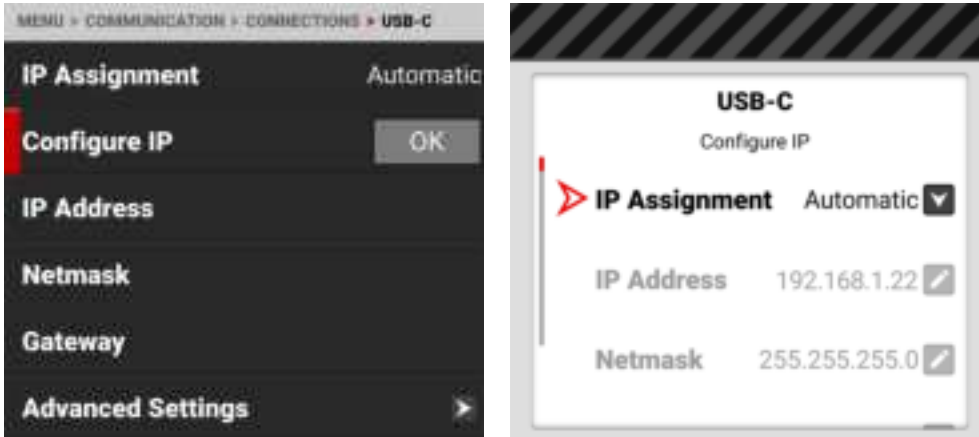 MENU ▸ COMMUNICATION ▸ CONNECTIONS ▸ USB-C
IP Assignment Automatic
Configure IP OK
IP Address
Netmask
Gateway
Advanced Settings
USB-C
Configure IP
IP Assignment Automatic
IP Address 192.168.1.22
Netmask 255.255.255.0